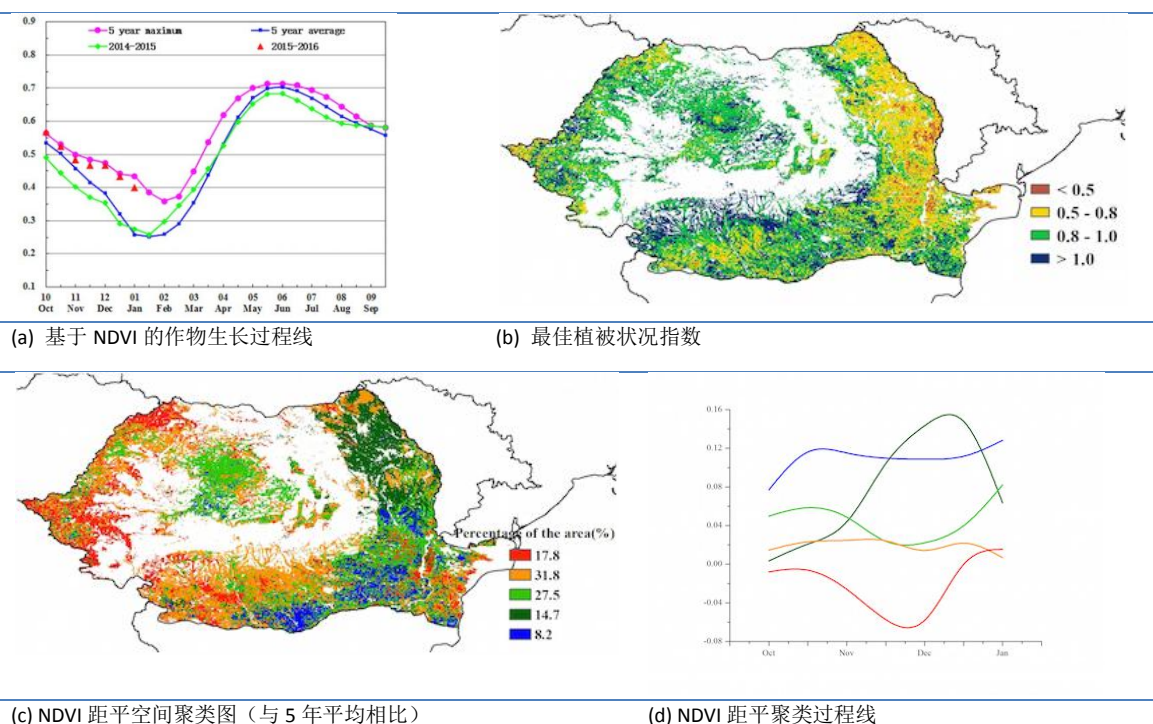 0.9
5 year maximum
5 year average
2014-2015
2015-2016
0.8
0.7
0.6
0.5
0.4
0.3
0.2
0.1
10 11 12 01 02 03 04 05 06 07 08 09
Oct Nov Dec Jan Feb Mar Apr May Jun Jul Aug Sep
< 0.5
0.5 - 0.8
0.8 - 1.0
> 1.0
(a) 基于 NDVI 的作物生长过程线
(b) 最佳植被状况指数
Percentage of the area(%)
17.8
31.8
27.5
14.7
8.2
0.16
0.12
0.08
0.04
0.00
-0.04
-0.08
Oct Nov Dec Jan
(c) NDVI 距平空间聚类图（与 5 年平均相比）
(d) NDVI 距平聚类过程线